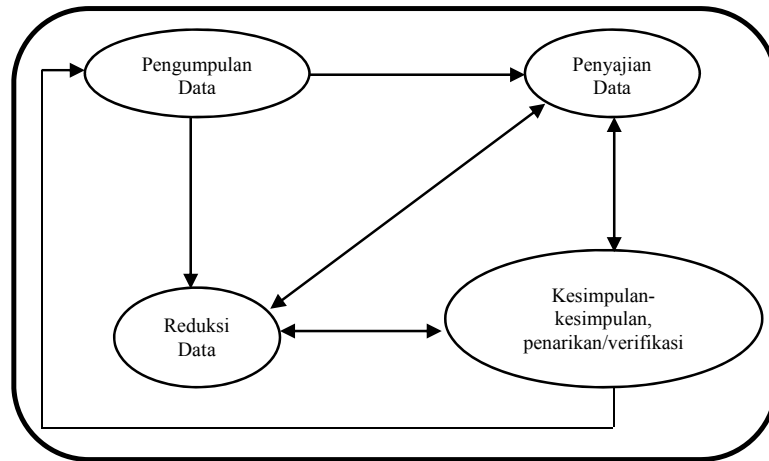 Pengumpulan
Data
Penyajian
Data
Reduksi
Data
Kesimpulan-
kesimpulan,
penarikan/verifikasi